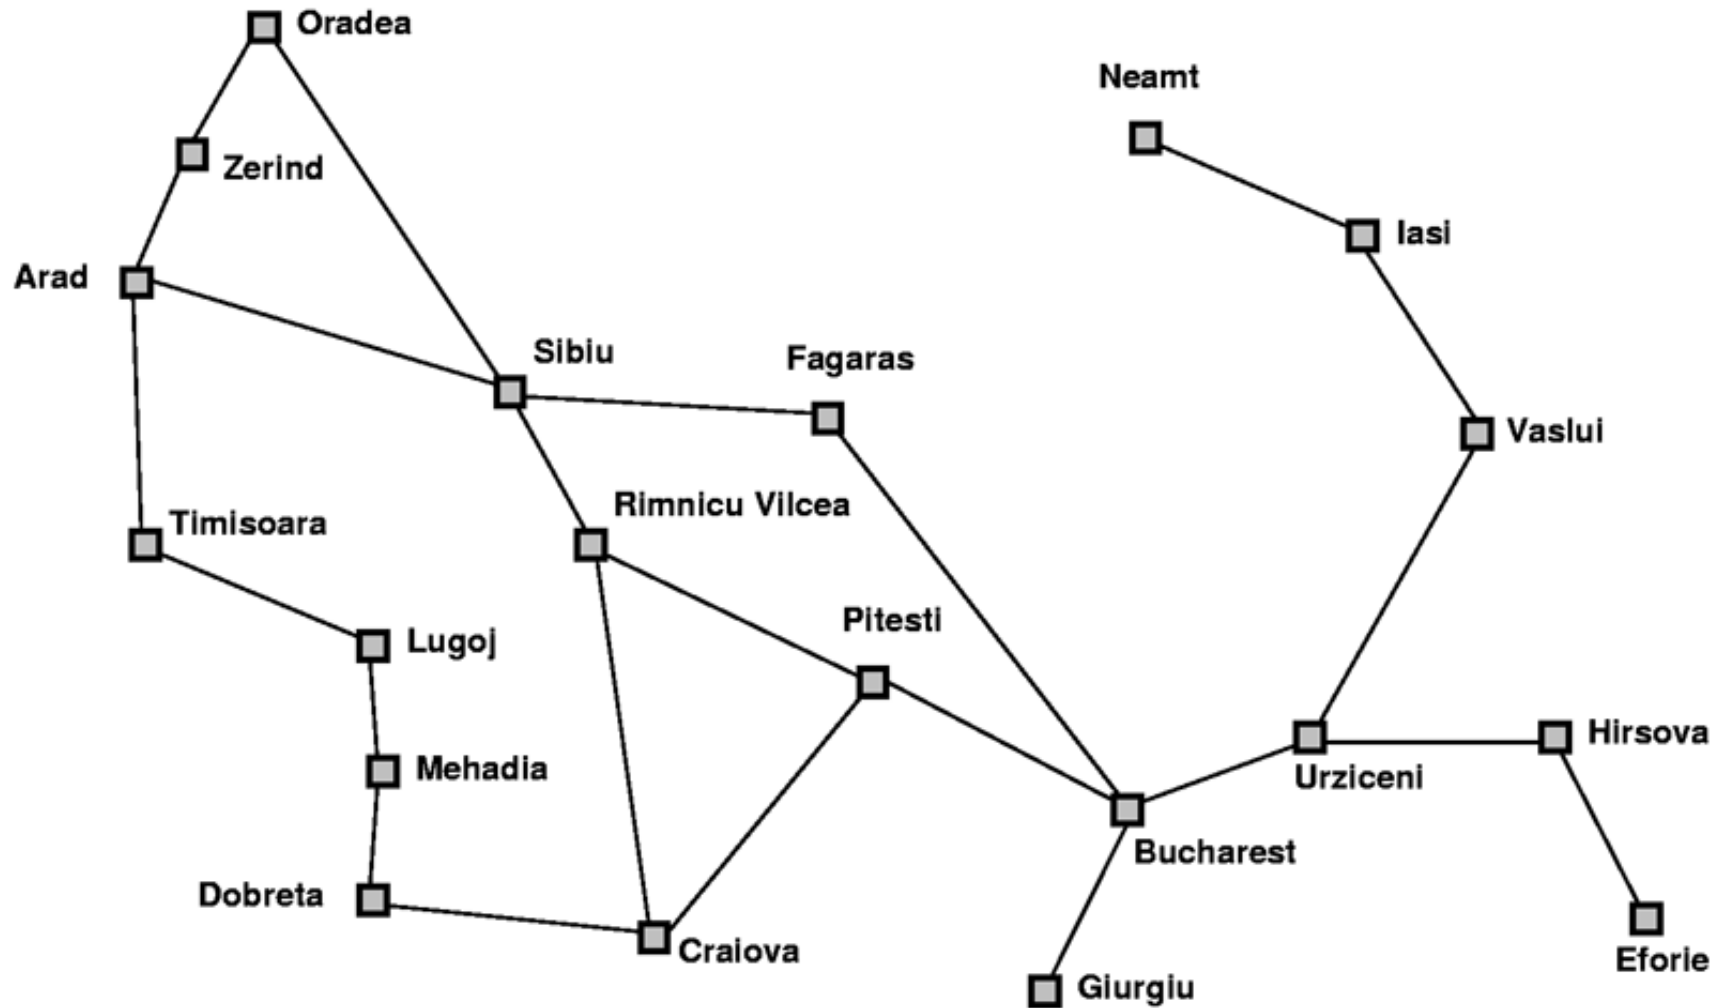 Oradea
Neamt
Zerind
Iasi
Arad
Sibiu
Fagaras
Vaslui
Rimnicu Vilcea
Timisoara
Pitesti
Lugoj
Hirsova
Mehadia
Urziceni
Bucharest
Dobreta
Craiova
Eforie
Giurgiu